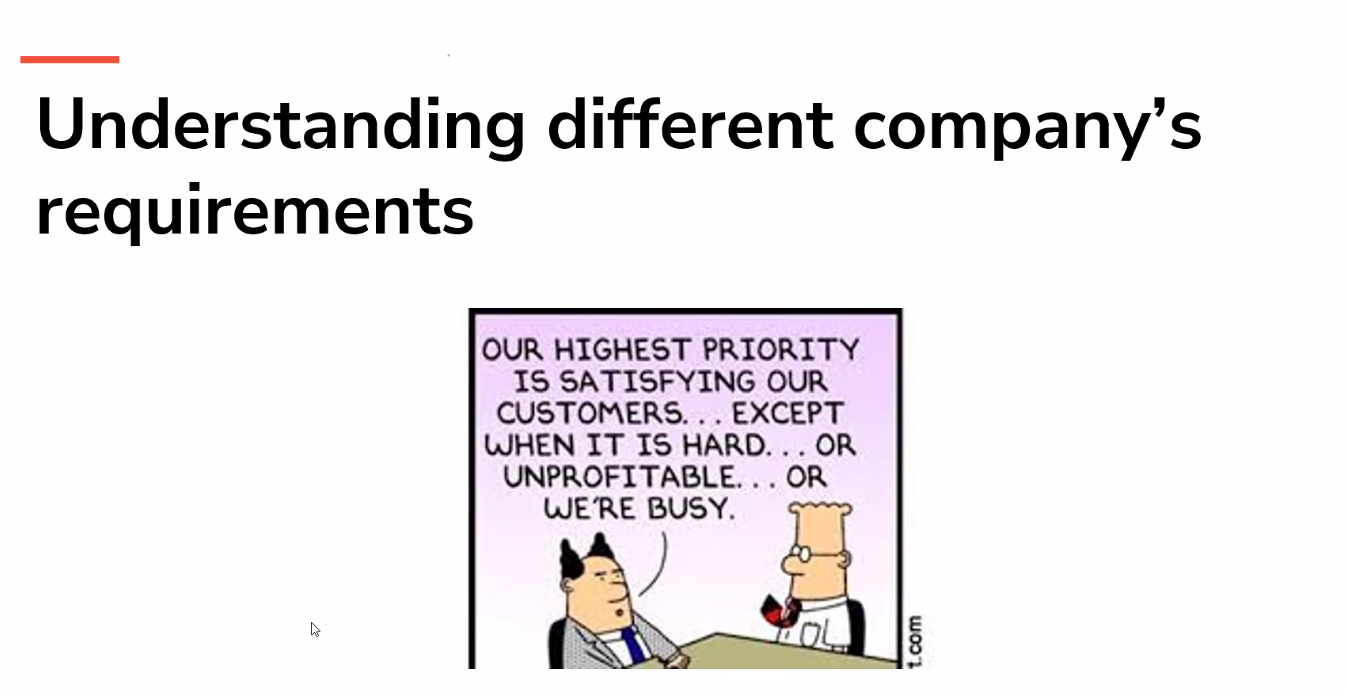 Understanding different company’s
requirements
OUR HIGHEST PRIORITY
IS SATISFYING OUR
CUSTOMERS. . . EXCEPT
WHEN IT IS HARD. . . OR
UNPROFITABLE. . . OR
WE'RE BUSY.
t.com